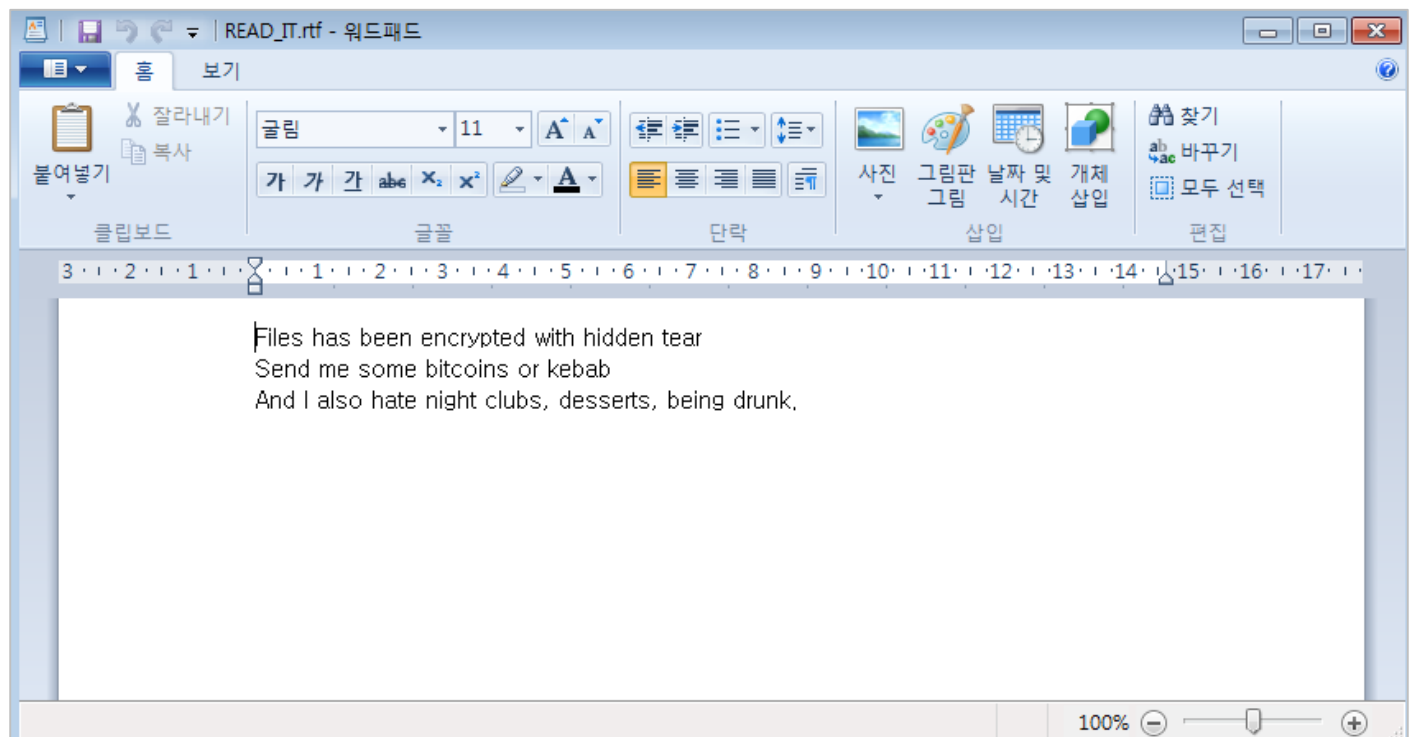 READ_IT.rtf - 워드패드
홈 보기
붙여넣기
잘라내기
복사
클립보드
굴림 11 A A
가 가 간 abc X₂ X² A
글꼴
단락
사진
그림판 그림
날짜 및 시간
개체 삽입
삽입
찾기
바꾸기
모두 선택
편집
3 2 1 1 2 3 4 5 6 7 8 9 10 11 12 13 14 15 16 17
Files has been encrypted with hidden tear
Send me some bitcoins or kebab
And I also hate night clubs, desserts, being drunk.
100%